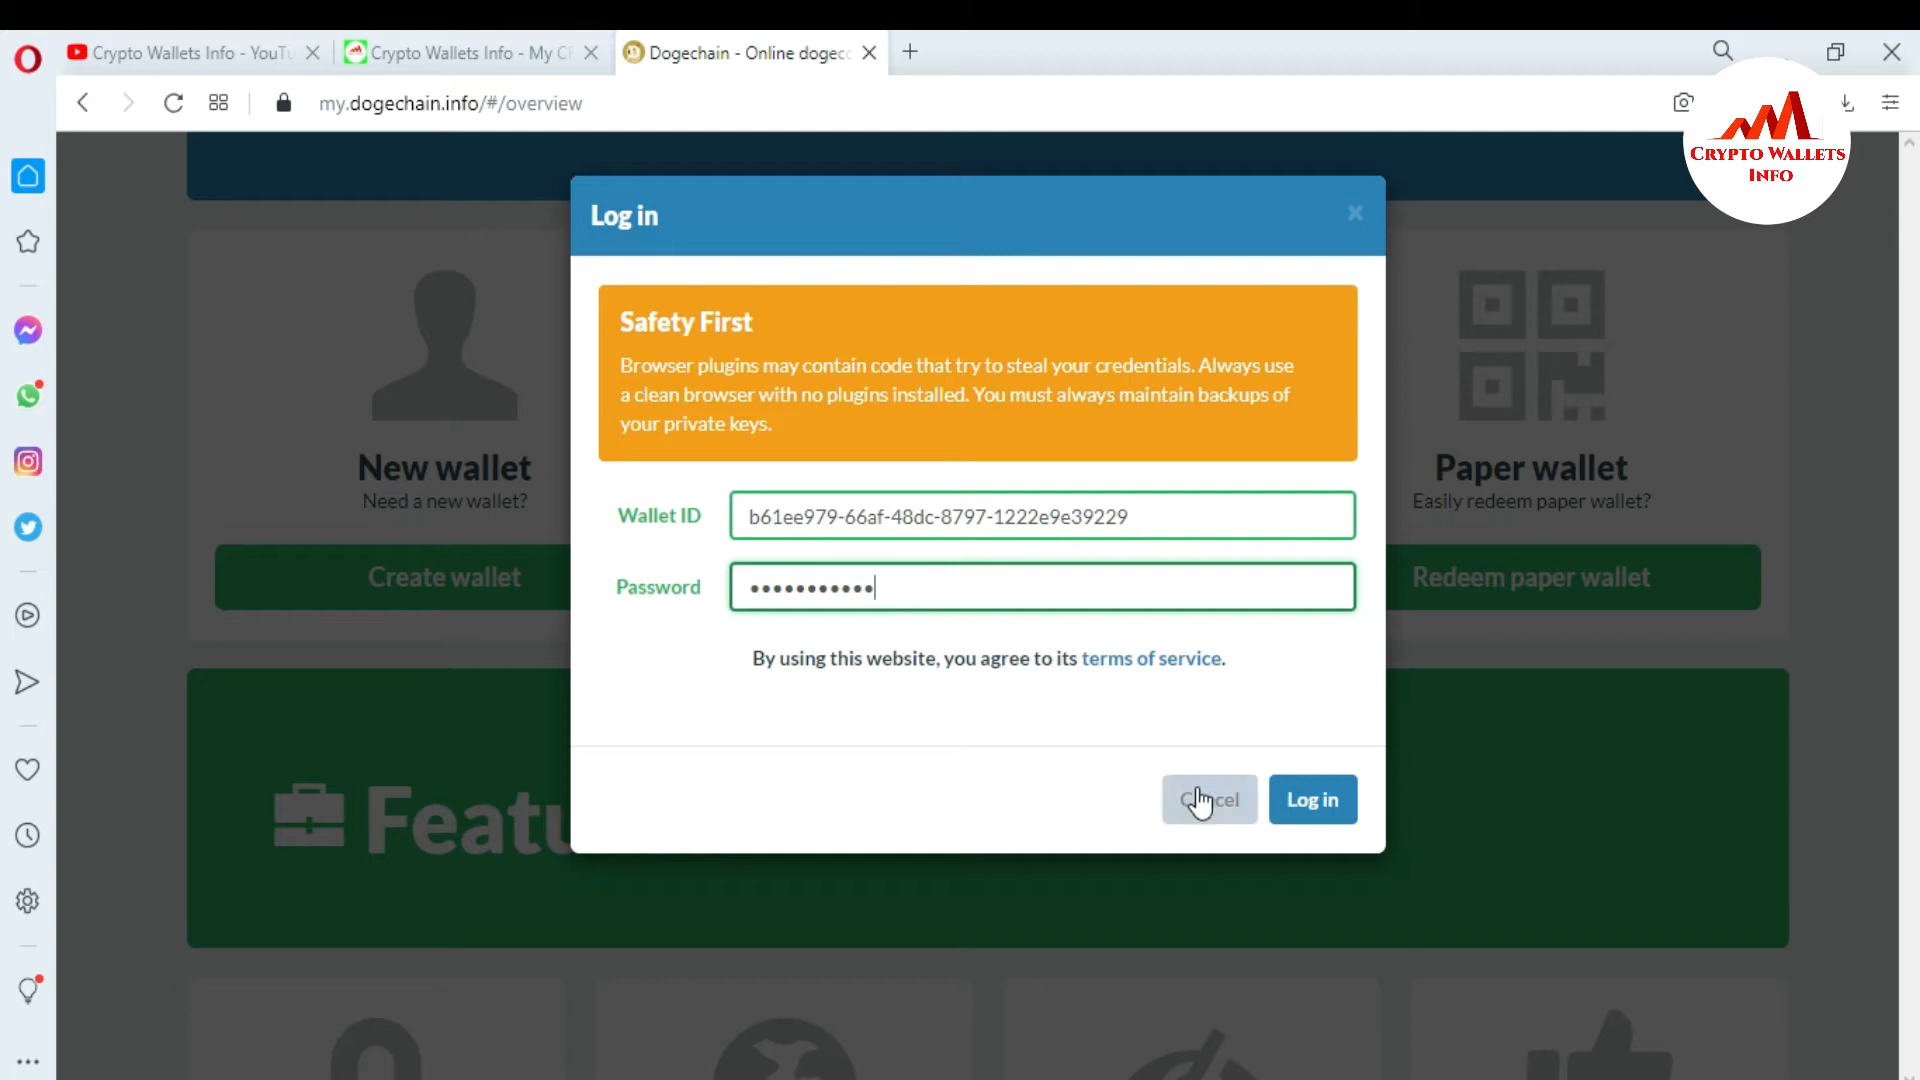 Crypto Wallets Info - YouTu
Crypto Wallets Info - My Cr
Dogechain - Online dogecc
my.dogechain.info/#/overview
CRYPTO WALLETS
INFO
Log in
Safety First
Browser plugins may contain code that try to steal your credentials. Always use
a clean browser with no plugins installed. You must always maintain backups of
your private keys.
New wallet
Need a new wallet?
Create wallet
Wallet ID
b61ee979-66af-48dc-8797-1222e9e39229
Password
•••••••••••
Paper wallet
Easily redeem paper wallet?
Redeem paper wallet
By using this website, you agree to its terms of service.
Log in
Featu